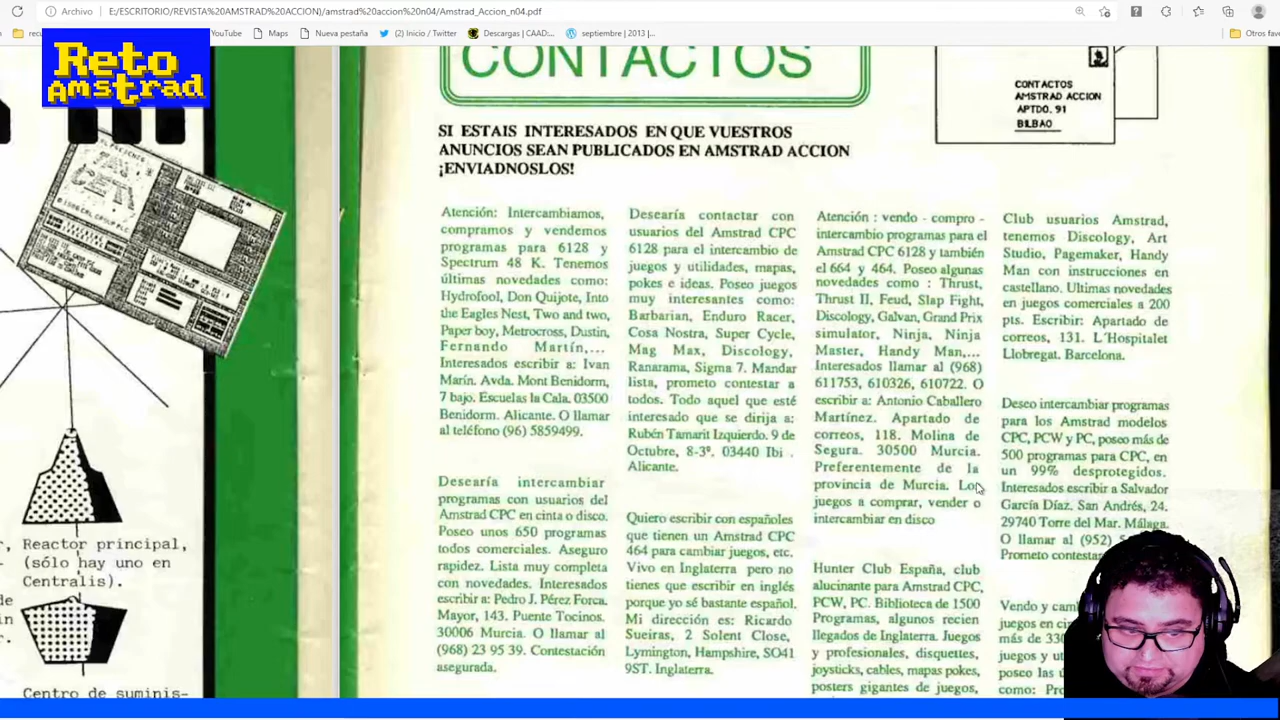 Archivo
E:/ESCRITORIO/REVISTA%20AMSTRAD%20ACCION)/amstrad%20accion%20n04/Amstrad_Accion_n04.pdf
YouTube
Maps
Nueva pestaña
(2) Inicio / Twitter
Descargas | CAAD:...
septiembre | 2013 |...
Otros fav
Reto
Amstrad
CONTACTOS
CONTACTOS
AMSTRAD ACCION
APTDO. 91
BILBAO
SI ESTAIS INTERESADOS EN QUE VUESTROS
ANUNCIOS SEAN PUBLICADOS EN AMSTRAD ACCION
¡ENVIADNOSLOS!
Atención: Intercambiamos,
compramos y vendemos
programas para 6128 y
Spectrum 48 K. Tenemos
últimas novedades como:
Hydrofool, Don Quijote, Into
the Eagles Nest, Two and two,
Paper boy, Metrocross, Dustin,
Fernando Martín,...
Interesados escribir a: Ivan
Marín. Avda. Mont Benidorm,
7 bajo. Escuelas la Cala. 03500
Benidorm. Alicante. O llamar
al teléfono (96) 5859499.
Desearía intercambiar
programas con usuarios del
Amstrad CPC en cinta o disco.
Poseo unos 650 programas
todos comerciales. Aseguro
rapidez. Lista muy completa
con novedades. Interesados
escribir a: Pedro J. Pérez Forca.
Mayor, 143. Puente Tocinos.
30006 Murcia. O llamar al
(968) 23 95 39. Contestación
asegurada.
Desearía contactar con
usuarios del Amstrad CPC
6128 para el intercambio de
juegos y utilidades, mapas,
pokes e ideas. Poseo juegos
muy interesantes como:
Barbarian, Enduro Racer,
Cosa Nostra, Super Cycle,
Mag Max, Discology,
Ranarama, Sigma 7. Mandar
lista, prometo contestar a
todos. Todo aquel que esté
interesado que se dirija a:
Rubén Tamarit Izquierdo. 9 de
Octubre, 8-3º. 03440 Ibi .
Alicante.
Quiero escribir con españoles
que tienen un Amstrad CPC
464 para cambiar juegos, etc.
Vivo en Inglaterra pero no
tienes que escribir en inglés
porque yo sé bastante español.
Mi dirección es: Ricardo
Sueiras, 2 Solent Close,
Lymington, Hampshire, SO41
9ST. Inglaterra.
Atención : vendo - compro -
intercambio programas para el
Amstrad CPC 6128 y también
el 664 y 464. Poseo algunas
novedades como : Thrust,
Thrust II, Feud, Slap Fight,
Discology, Galvan, Grand Prix
simulator, Ninja, Ninja
Master, Handy Man,...
Interesados llamar al (968)
611753, 610326, 610722. O
escribir a: Antonio Caballero
Martínez. Apartado de
correos, 118. Molina de
Segura. 30500 Murcia.
Preferentemente de la
provincia de Murcia. Los
juegos a comprar, vender o
intercambiar en disco
Hunter Club España, club
alucinante para Amstrad CPC,
PCW, PC. Biblioteca de 1500
Programas, algunos recien
llegados de Inglaterra. Juegos
y profesionales, disquettes,
joysticks, cables, mapas pokes,
posters gigantes de juegos,
Club usuarios Amstrad,
tenemos Discology, Art
Studio, Pagemaker, Handy
Man con instrucciones en
castellano. Ultimas novedades
en juegos comerciales a 200
pts. Escribir: Apartado de
correos, 131. L´Hospitalet
Llobregat. Barcelona.
Deseo intercambiar programas
para los Amstrad modelos
CPC, PCW y PC, poseo más de
500 programas para CPC, en
un 99% desprotegidos.
Interesados escribir a Salvador
García Díaz. San Andrés, 24.
29740 Torre del Mar. Málaga.
O llamar al (952) 5
Prometo contestar
Vendo y cam
juegos en ci
más de 330
juegos y ut
poseo las
como: Pro
Reactor principal,
(sólo hay uno en
Centralis).
Centro de suminis-